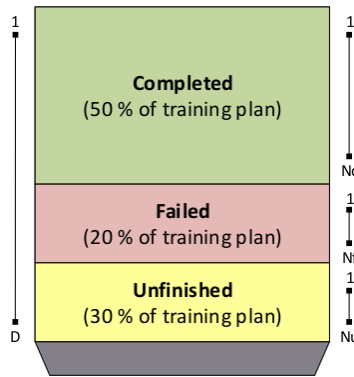 1
1
Completed
(50 % of training plan)
1
Failed
(20 % of training plan)
1
Unfinished
(30 % of training plan)
D